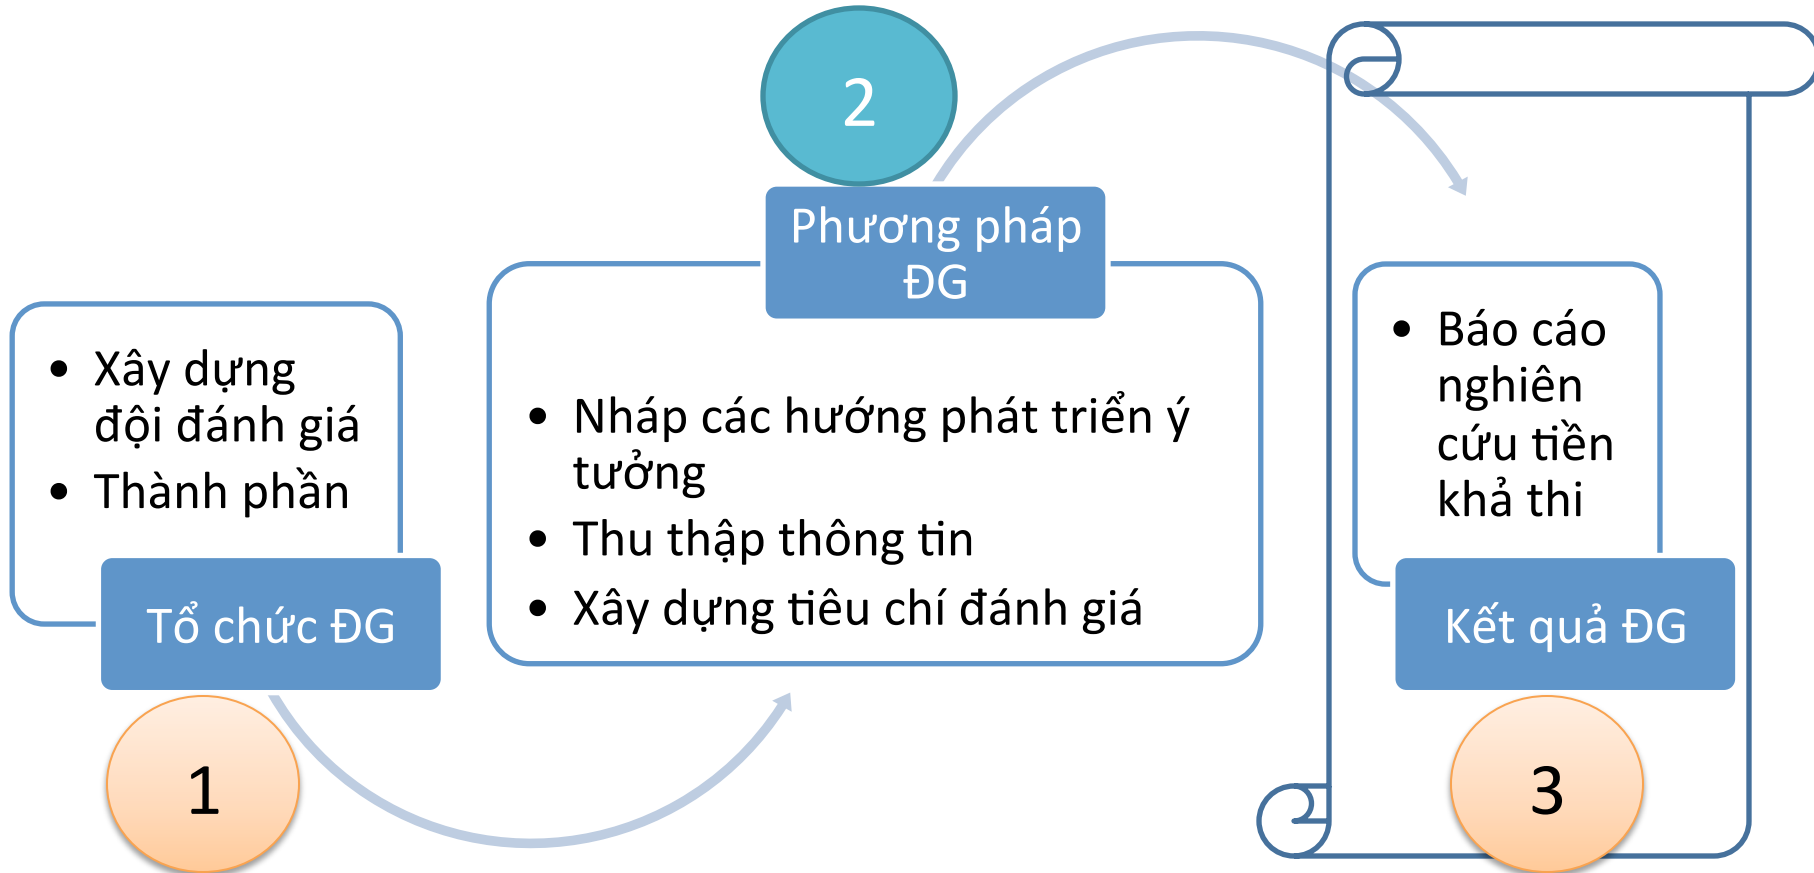 • Xây dựng
đội đánh giá
• Thành phần
Tổ chức ĐG
1
2
Phương pháp
ĐG
• Nháp các hướng phát triển ý
tưởng
• Thu thập thông tin
• Xây dựng tiêu chí đánh giá
• Báo cáo
nghiên
cứu tiền
khả thi
Kết quả ĐG
3